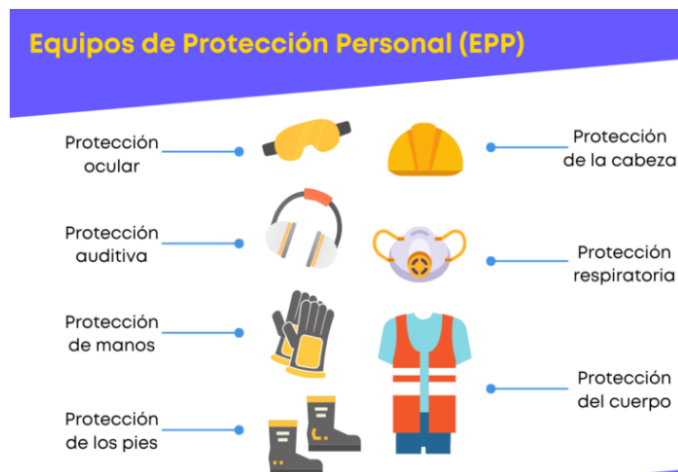 Equipos de Protección Personal (EPP)
Protección
ocular
Protección
auditiva
Protección
de manos
Protección
de los pies
Protección
de la cabeza
Protección
respiratoria
Protección
del cuerpo